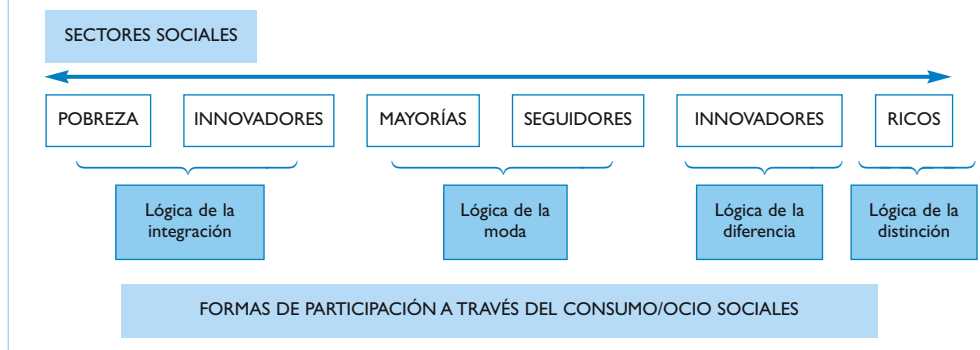 SECTORES SOCIALES
POBREZA
INNOVADORES
MAYORÍAS
SEGUIDORES
INNOVADORES
RICOS
Lógica de la
integración
Lógica de la
moda
Lógica de la
diferencia
Lógica de la
distinción
FORMAS DE PARTICIPACIÓN A TRAVÉS DEL CONSUMO/OCIO SOCIALES